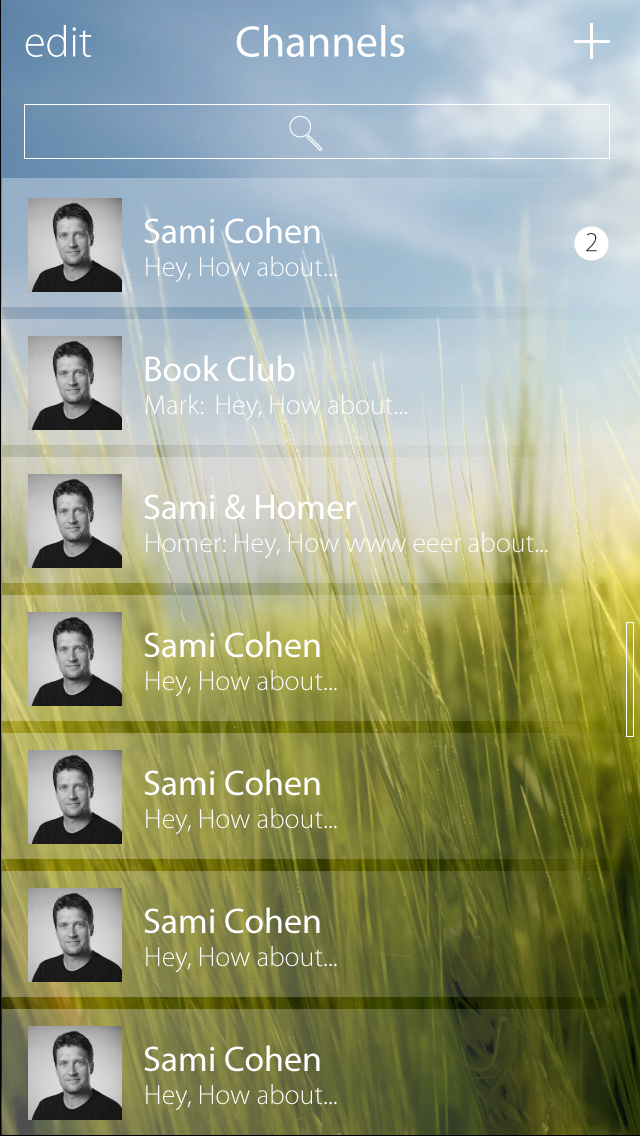 edit Channels +
Sami Cohen
Hey, How about...
2
Book Club
Mark: Hey, How about...
Sami & Homer
Homer: Hey, How www eeer about...
Sami Cohen
Hey, How about...
Sami Cohen
Hey, How about...
Sami Cohen
Hey, How about...
Sami Cohen
Hey, How about...